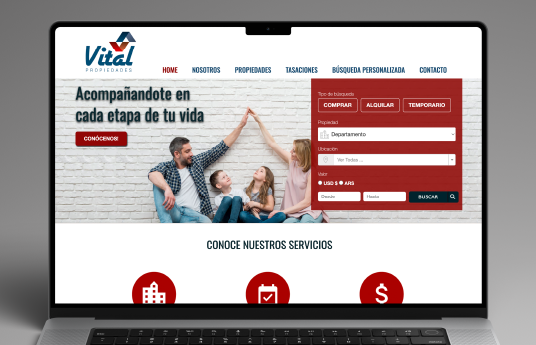 Vital
PROPIEDADES
HOME NOSOTROS PROPIEDADES TASACIONES BÚSQUEDA PERSONALIZADA CONTACTO
Acompañandote en
cada etapa de tu vida
CONÓCENOS!
Tipo de búsqueda
COMPRAR ALQUILAR TEMPORARIO
Propiedad
Departamento
Ubicación
Ver Todas ...
Valor
USD $ ARS
Desde Hasta BUSCAR
CONOCE NUESTROS SERVICIOS
$